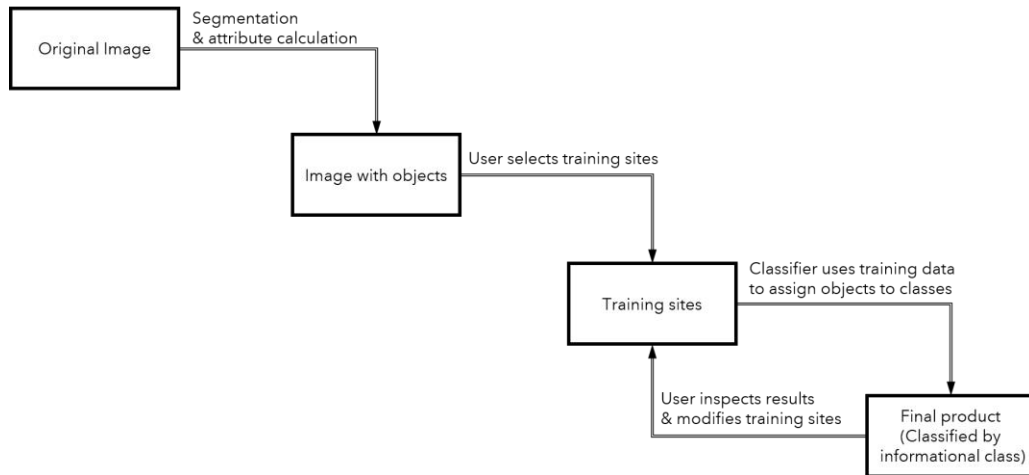 Original Image
Segmentation
& attribute calculation
Image with objects
User selects training sites
Training sites
Classifier uses training data
to assign objects to classes
User inspects results
& modifies training sites
Final product
(Classified by
informational class)